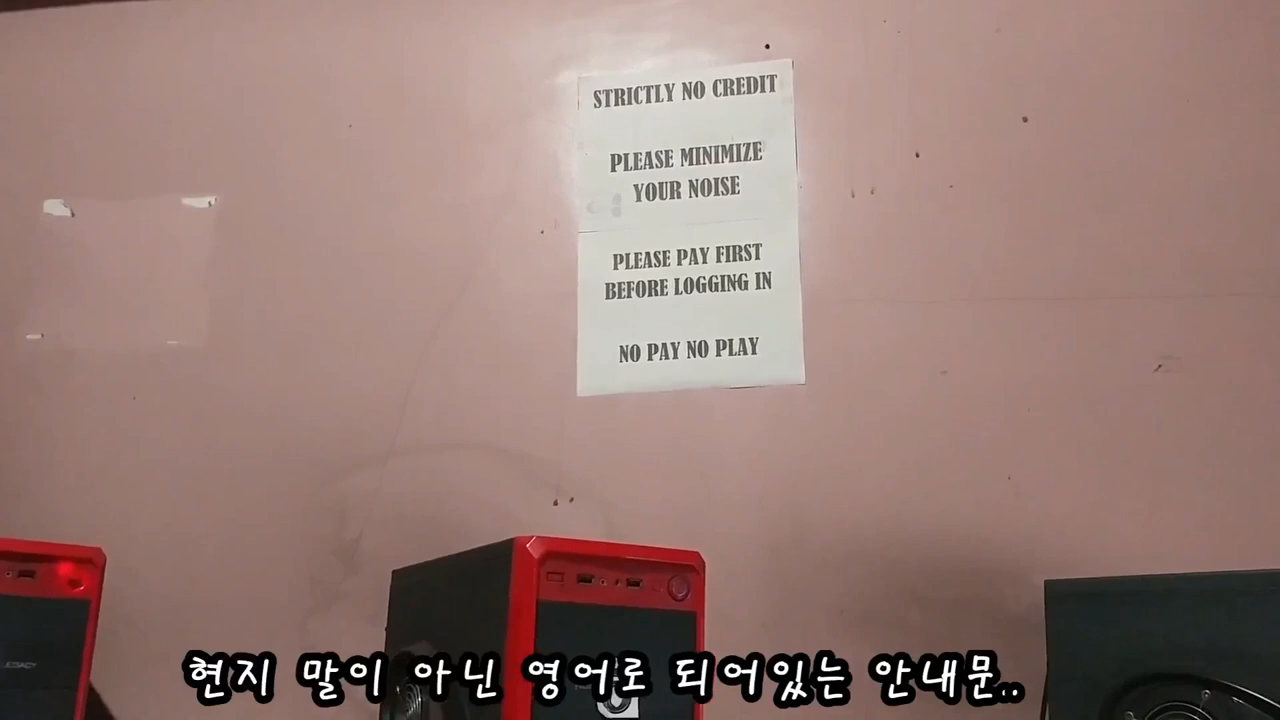 STRICTLY NO CREDIT
PLEASE MINIMIZE
YOUR NOISE
PLEASE PAY FIRST
BEFORE LOGGING IN
NO PAY NO PLAY
현지 말이 아닌 영어로 되어있는 안내문..